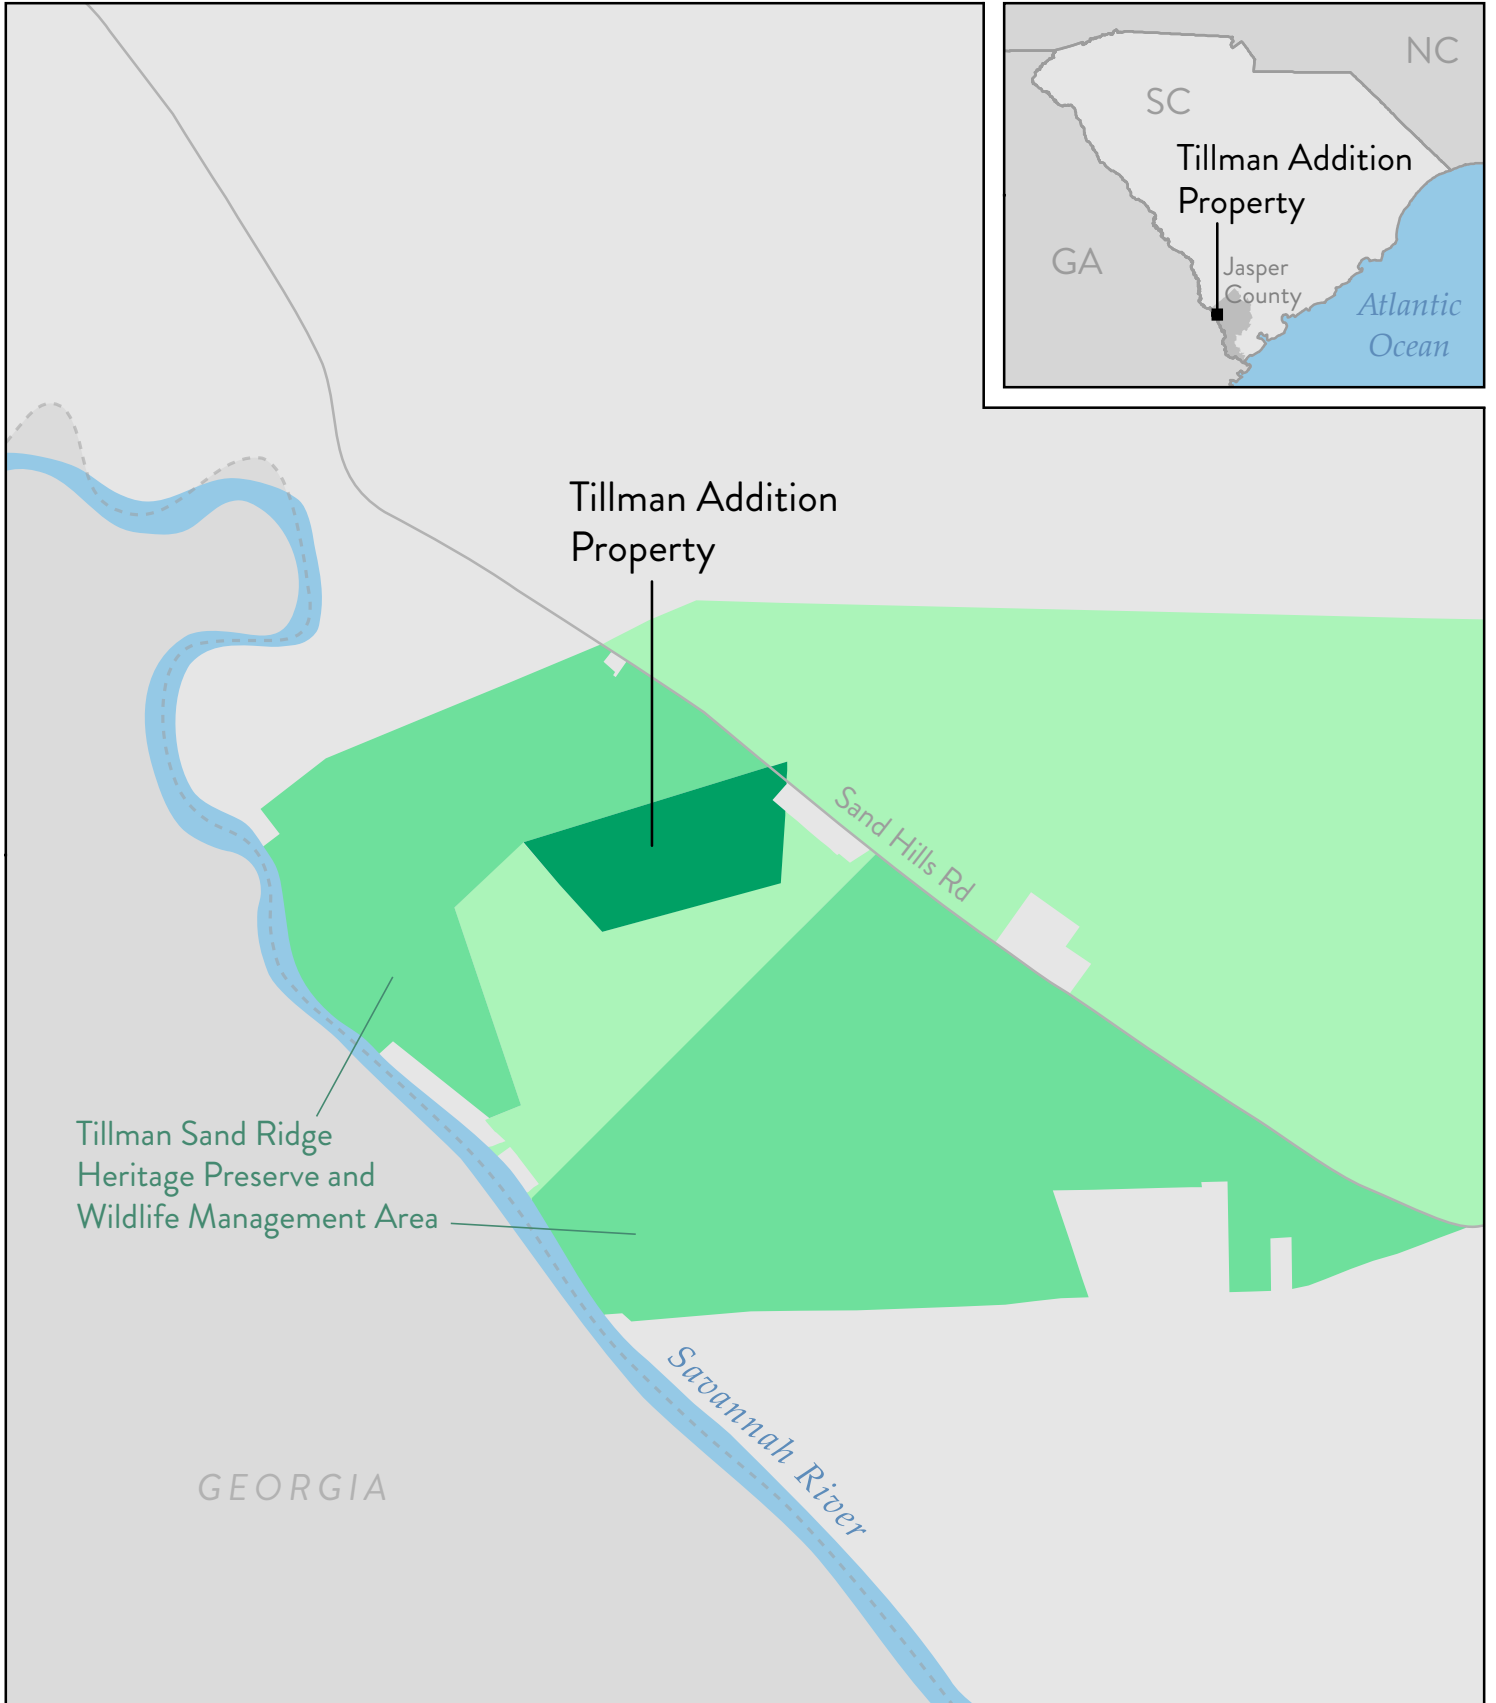 NC
SC
Tillman Addition
Property
GA
Jasper
County
Atlantic
Ocean
Tillman Addition
Property
Sand Hills Rd
Tillman Sand Ridge
Heritage Preserve and
Wildlife Management Area
Savannah River
GEORGIA